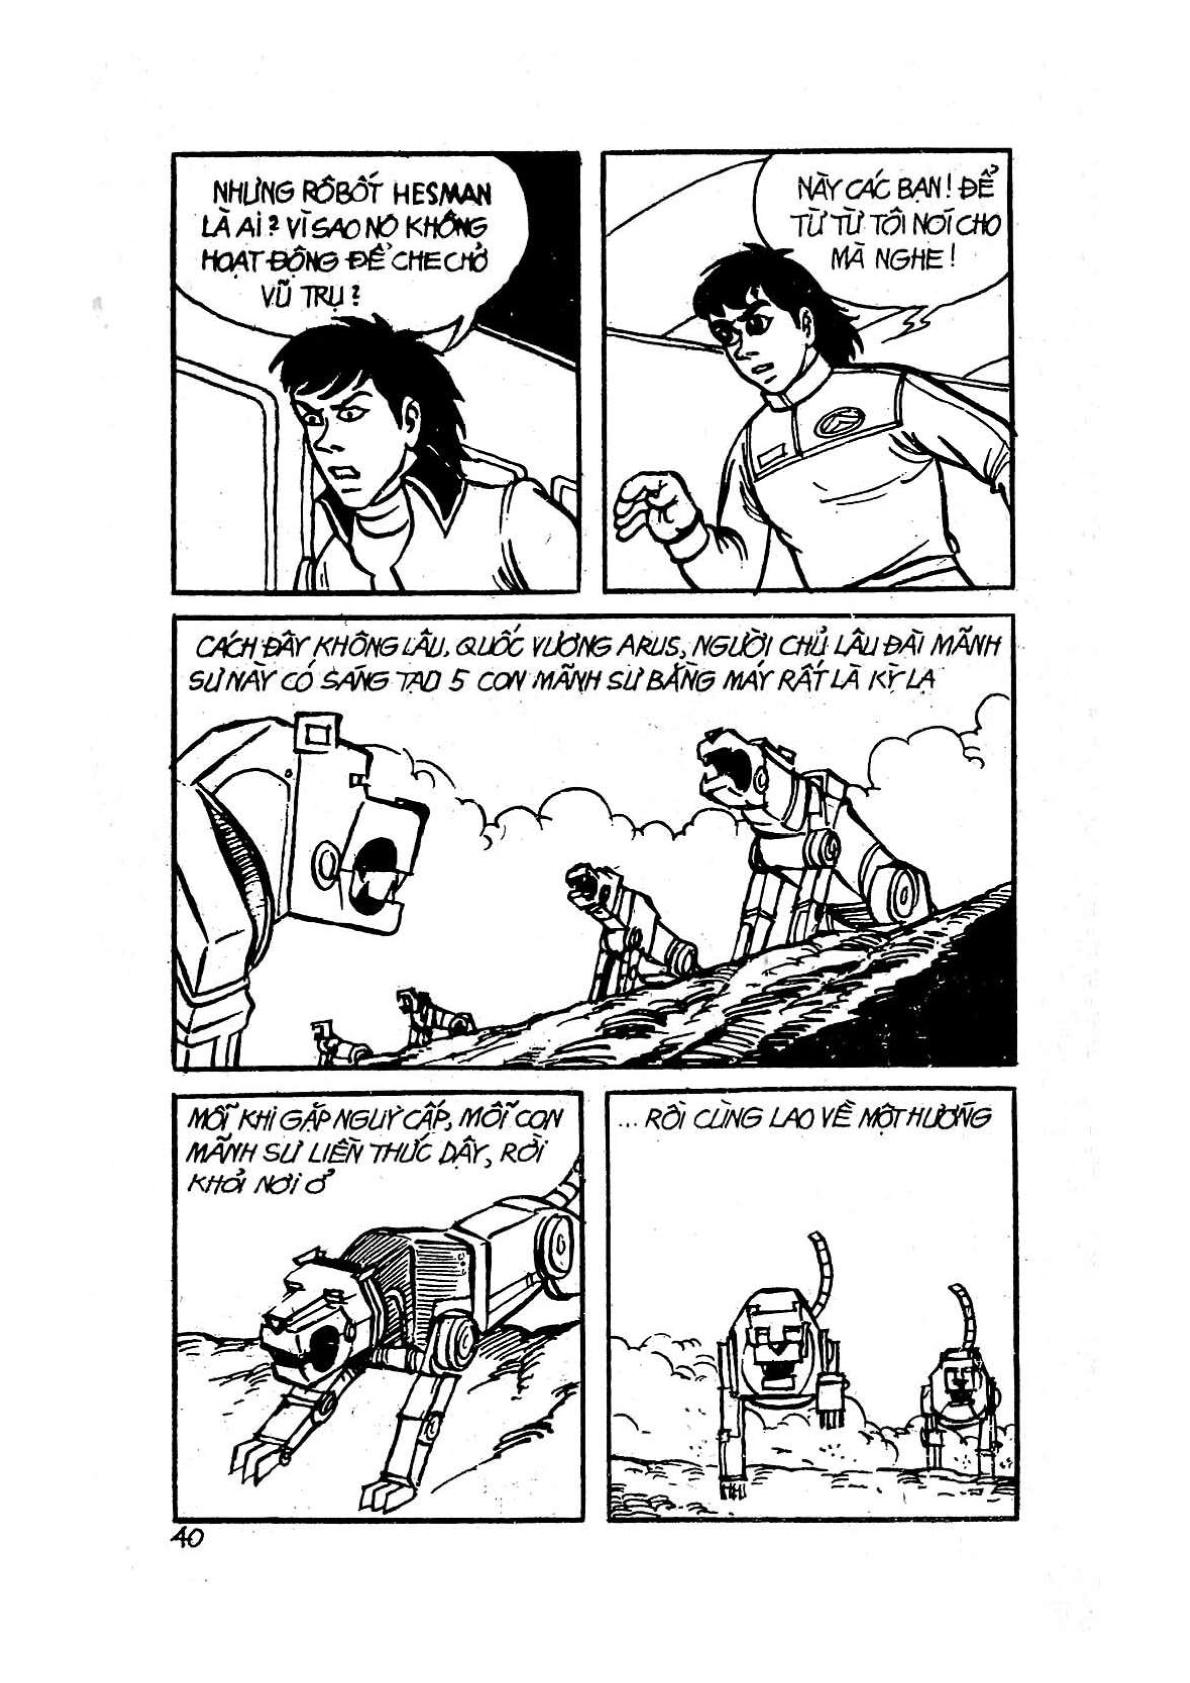 NHƯNG RÔBỐT HESMAN
LÀ AI? VÌ SAO NÓ KHÔNG
HOẠT ĐỘNG ĐỂ CHE CHỞ
VŨ TRỤ?
NÀY CÁC BẠN! ĐỂ
TỪ TỪ TÔI NÓI CHO
MÀ NGHE!
CÁCH ĐÂY KHÔNG LÂU, QUỐC VƯƠNG ARUS, NGƯỜI CHỦ LÂU ĐÀI MÃNH
SƯ NÀY CÓ SÁNG TẠO 5 CON MÃNH SƯ BẰNG MÁY RẤT LÀ KỲ LẠ
MỖI KHI GẶP NGUY CẤP, MỖI CON
MÃNH SƯ LIỀN THỨC DẬY, RỜI
KHỎI NƠI Ở
... RỒI CÙNG LAO VỀ MỘT HƯỚNG
40